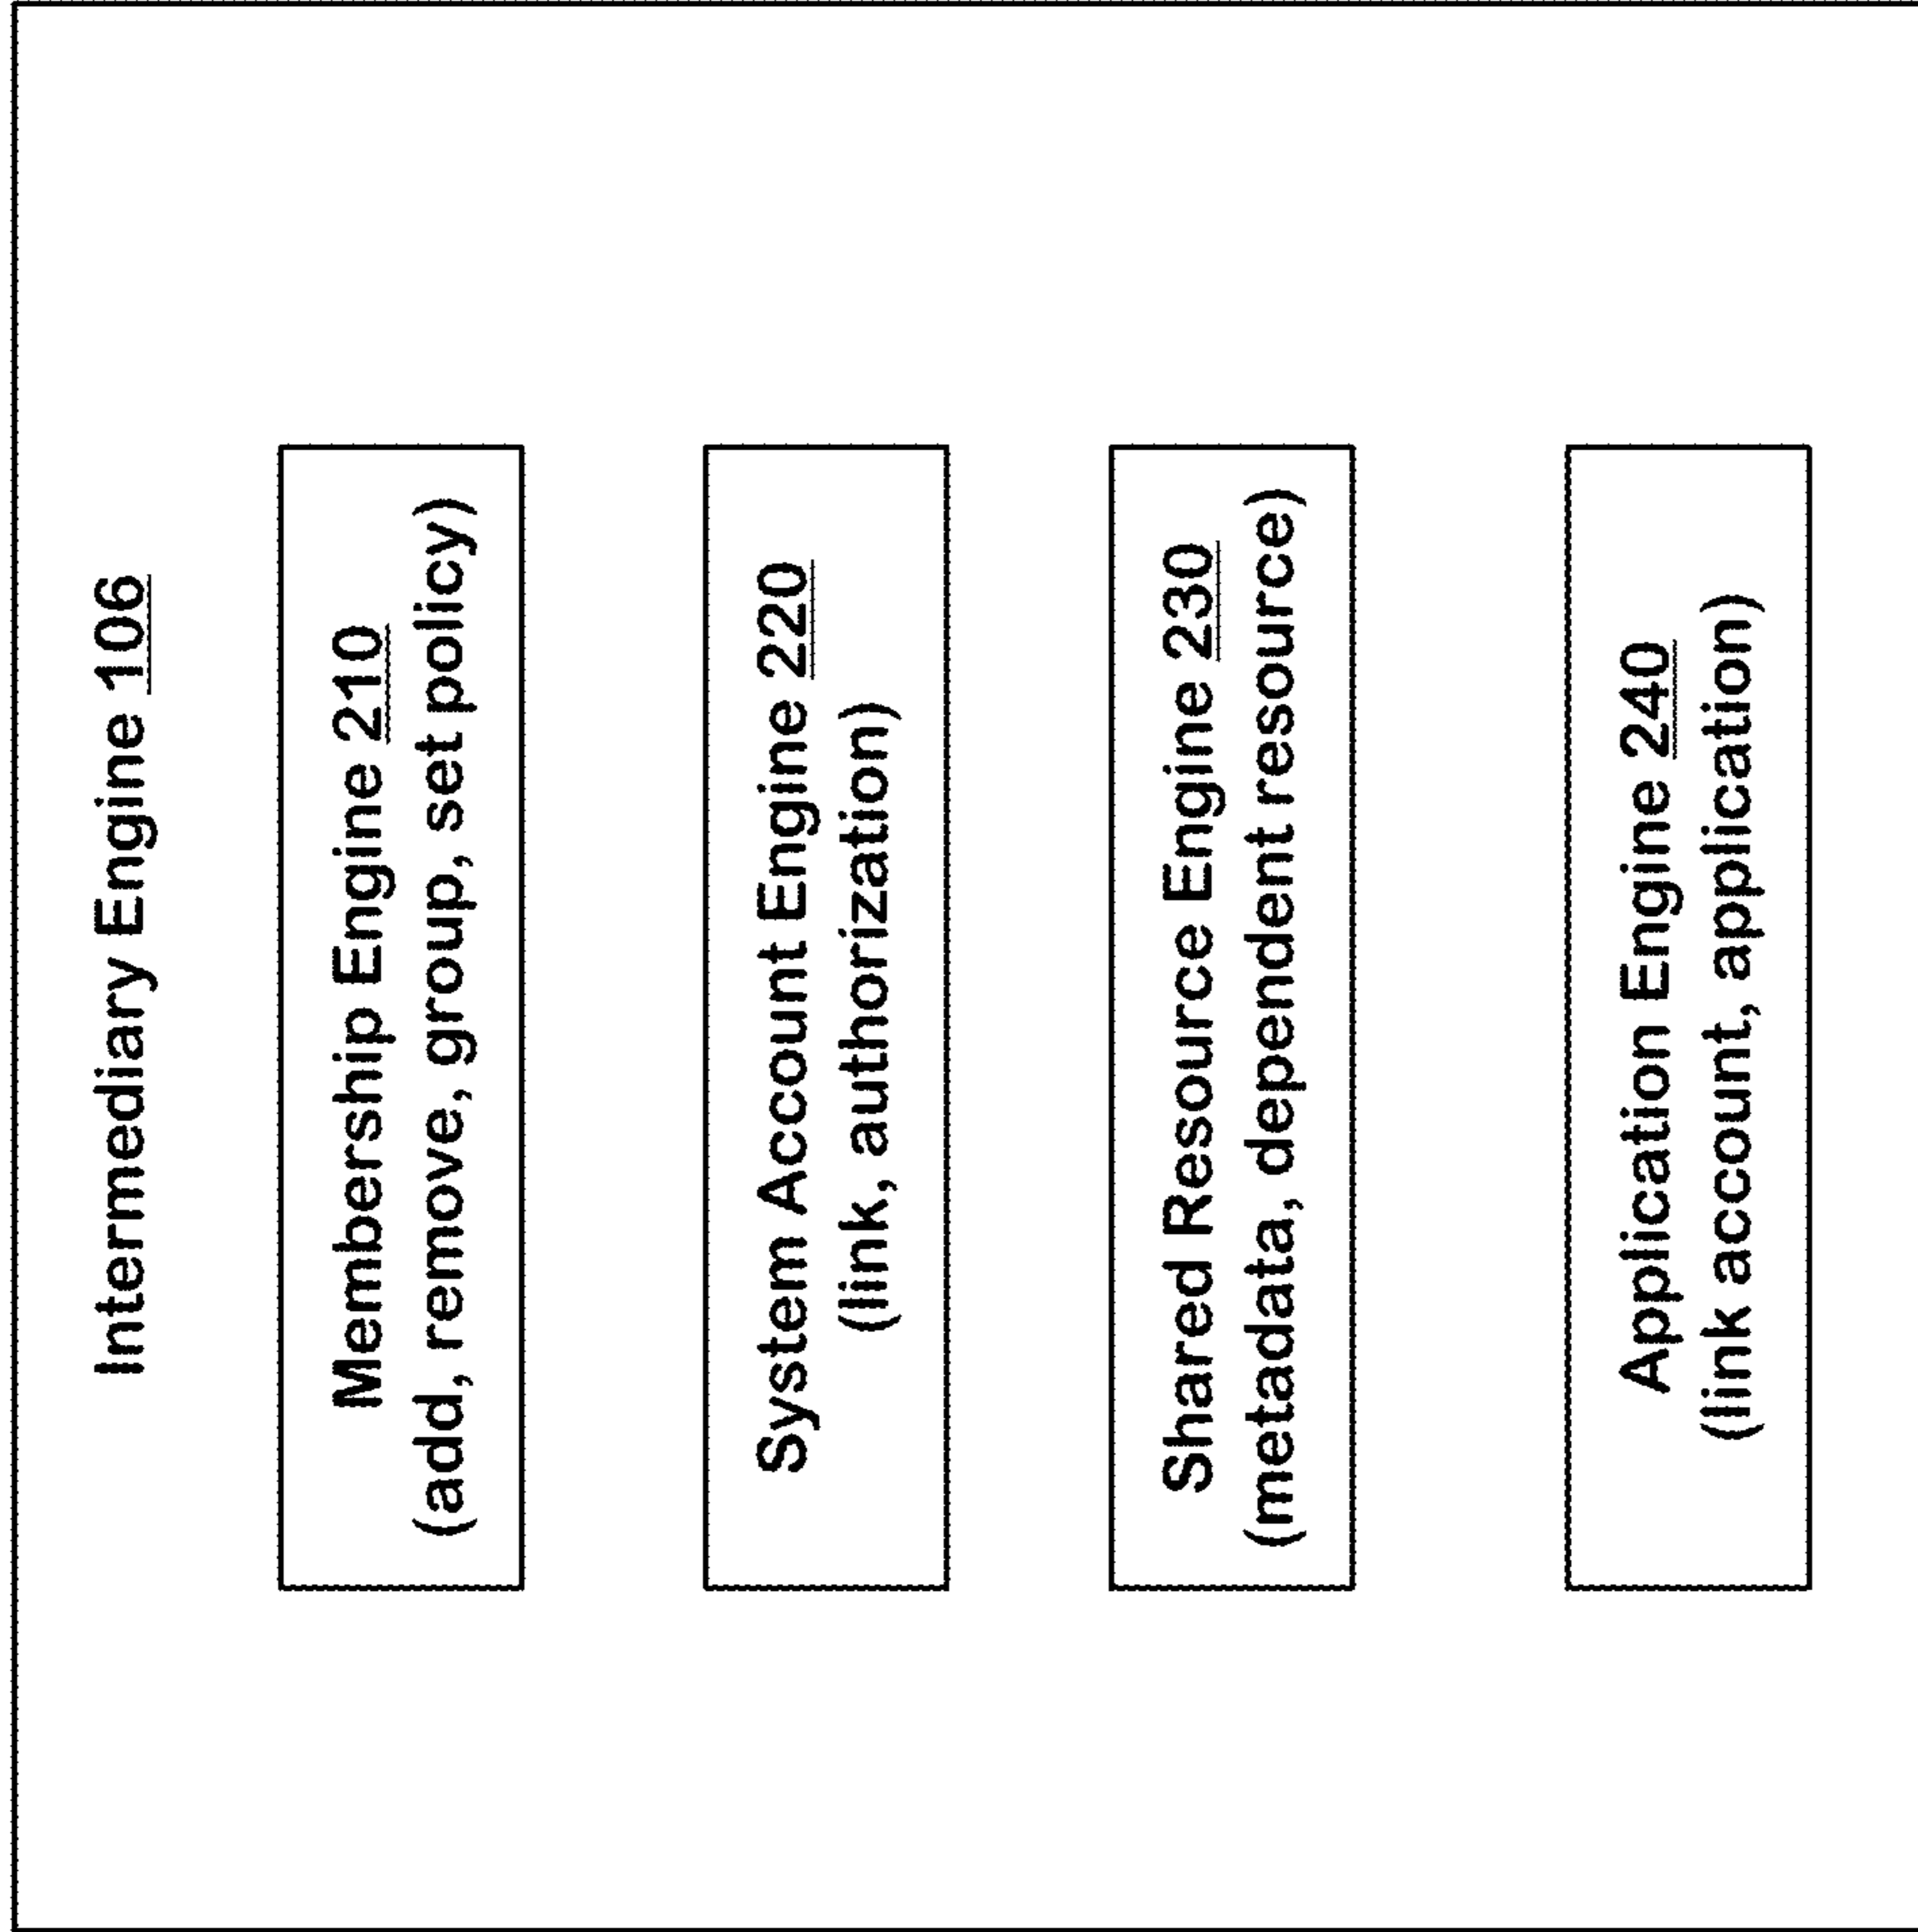 Intermediary Engine 106
Membership Engine 210
(add, remove, group, set policy)
System Account Engine 220
(link, authorization)
Shared Resource Engine 230
(metadata, dependent resource)
Application Engine 240
(link account, application)